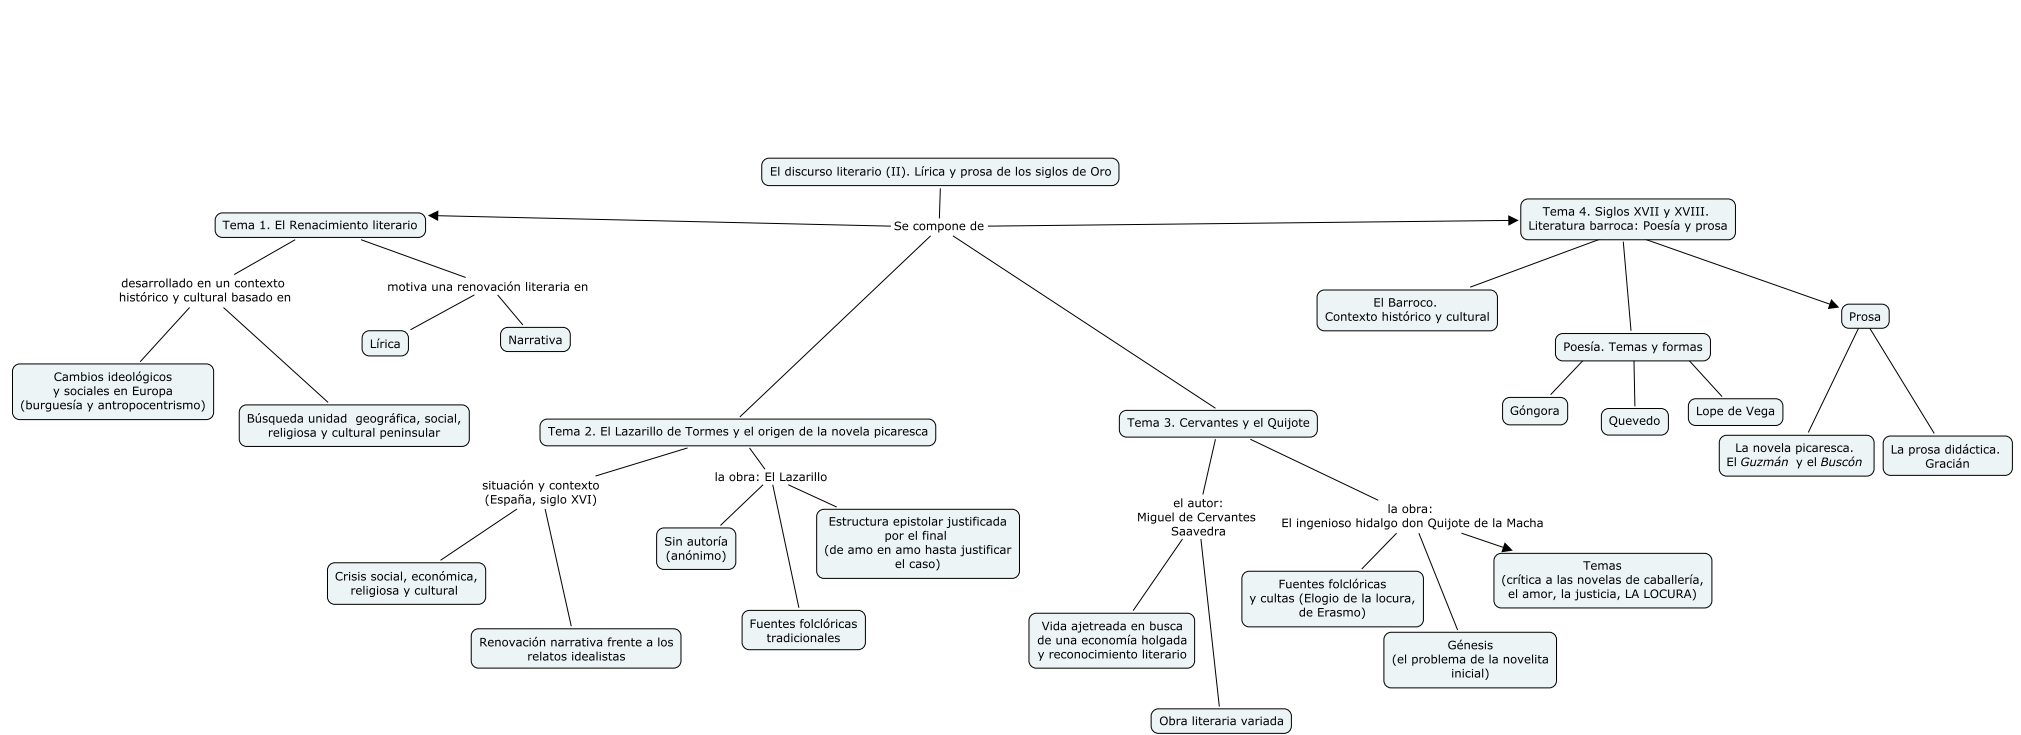 El discurso literario (II). Lírica y prosa de los siglos de Oro
Se compone de
Tema 1. El Renacimiento literario
desarrollado en un contexto
histórico y cultural basado en
Cambios ideológicos
y sociales en Europa
(burguesía y antropocentrismo)
Búsqueda unidad  geográfica, social,
religiosa y cultural peninsular
motiva una renovación literaria en
Lírica
Narrativa
Tema 2. El Lazarillo de Tormes y el origen de la novela picaresca
situación y contexto
(España, siglo XVI)
Crisis social, económica,
religiosa y cultural
Renovación narrativa frente a los
relatos idealistas
la obra: El Lazarillo
Sin autoría
(anónimo)
Fuentes folclóricas
tradicionales
Estructura epistolar justificada
por el final
(de amo en amo hasta justificar
el caso)
Tema 3. Cervantes y el Quijote
el autor:
Miguel de Cervantes
Saavedra
Vida ajetreada en busca
de una economía holgada
y reconocimiento literario
Obra literaria variada
la obra:
El ingenioso hidalgo don Quijote de la Macha
Fuentes folclóricas
y cultas (Elogio de la locura,
de Erasmo)
Génesis
(el problema de la novelita
inicial)
Temas
(crítica a las novelas de caballería,
el amor, la justicia, LA LOCURA)
Tema 4. Siglos XVII y XVIII.
Literatura barroca: Poesía y prosa
El Barroco.
Contexto histórico y cultural
Poesía. Temas y formas
Góngora
Quevedo
Lope de Vega
Prosa
La novela picaresca.
El Guzmán  y el Buscón
La prosa didáctica.
Gracián